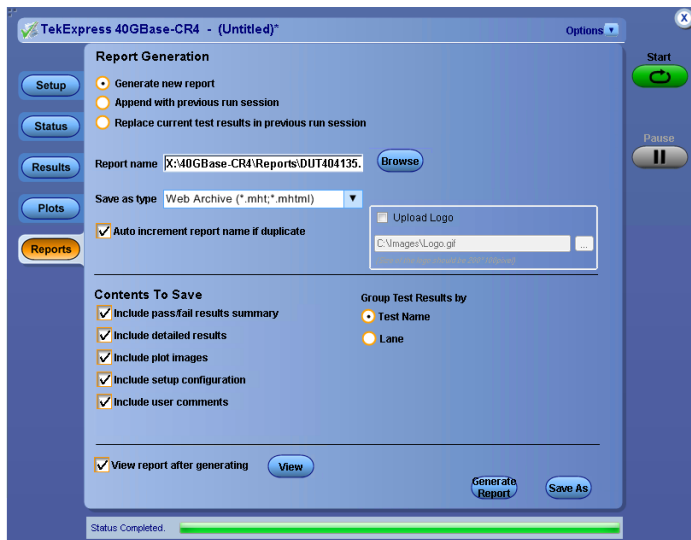 TekExpress 40GBase-CR4 - (Untitled)*
Options
X
Start
Pause
Setup
Status
Results
Plots
Reports
Report Generation
Generate new report
Append with previous run session
Replace current test results in previous run session
Report name X:\40GBase-CR4\Reports\DUT404135.
Browse
Save as type Web Archive (*.mht;*.mhtml)
Auto increment report name if duplicate
Upload Logo
C:\Images\Logo.gif
...
Contents To Save
Include pass/fail results summary
Include detailed results
Include plot images
Include setup configuration
Include user comments
Group Test Results by
Test Name
Lane
View report after generating
View
Generate
Report
Save As
Status Completed.